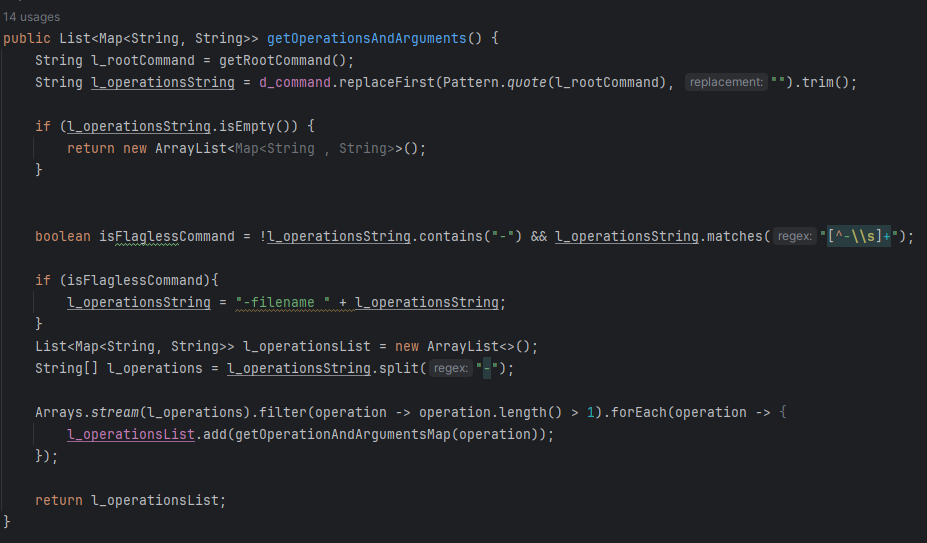 14 usages
public List<Map<String, String>> getOperationsAndArguments() {
    String l_rootCommand = getRootCommand();
    String l_operationsString = d_command.replaceFirst(Pattern.quote(l_rootCommand), replacement: "").trim();

    if (l_operationsString.isEmpty()) {
        return new ArrayList<Map<String , String>>();
    }


    boolean isFlaglessCommand = !l_operationsString.contains("-") && l_operationsString.matches( regex: "[^-\\s]+");

    if (isFlaglessCommand){
        l_operationsString = "-filename " + l_operationsString;
    }
    List<Map<String, String>> l_operationsList = new ArrayList<>();
    String[] l_operations = l_operationsString.split( regex: "-");

    Arrays.stream(l_operations).filter(operation -> operation.length() > 1).forEach(operation -> {
        l_operationsList.add(getOperationAndArgumentsMap(operation));
    });

    return l_operationsList;
}